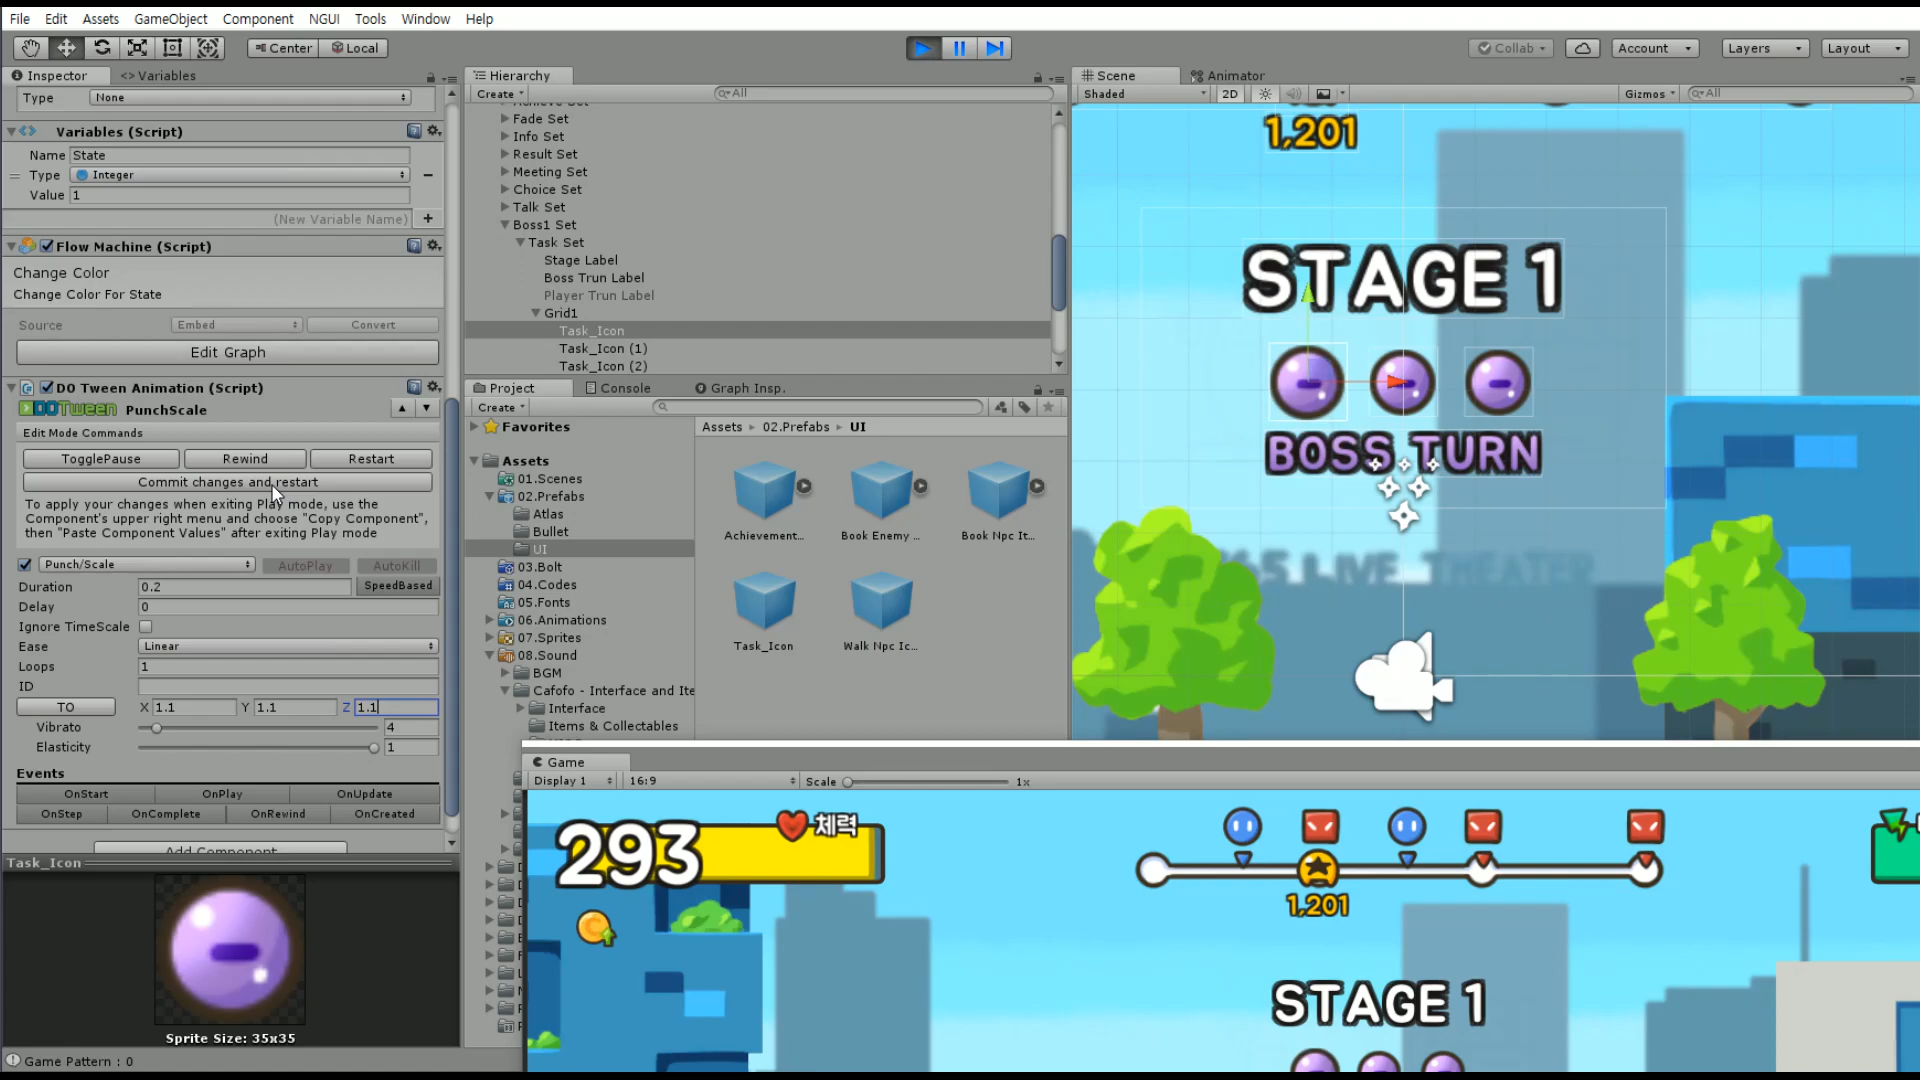 File Edit Assets GameObject Component NGUI Tools Window Help
Center Local Collab Account Layers Layout
Inspector <> Variables
Type None
Variables (Script)
Name State
Type Integer
Value 1
(New Variable Name)
Flow Machine (Script)
Change Color
Change Color For State
Source Embed Convert
Edit Graph
DO Tween Animation (Script)
DOTween PunchScale
Edit Mode Commands
TogglePause Rewind Restart
Commit changes and restart
To apply your changes when exiting Play mode, use the
Component's upper right menu and choose "Copy Component",
then "Paste Component Values" after exiting Play mode
Punch/Scale AutoPlay AutoKill
Duration 0.2 SpeedBased
Delay 0
Ignore TimeScale
Ease Linear
Loops 1
ID
TO X 1.1 Y 1.1 Z 1.1
Vibrato 4
Elasticity 1
Events
OnStart OnPlay OnUpdate
OnStep OnComplete OnRewind OnCreated
Add Component
Task_Icon
Sprite Size: 35x35
Game Pattern : 0
Hierarchy
Create All
Fade Set
Info Set
Result Set
Meeting Set
Choice Set
Talk Set
Boss1 Set
Task Set
Stage Label
Boss Trun Label
Player Trun Label
Grid1
Task_Icon
Task_Icon (1)
Task_Icon (2)
Project Console Graph Insp.
Create
Favorites
Assets
01.Scenes
02.Prefabs
Atlas
Bullet
UI
03.Bolt
04.Codes
05.Fonts
06.Animations
07.Sprites
08.Sound
BGM
Cafofo - Interface and Ite
Interface
Items & Collectables
Assets 02.Prefabs UI
Achievement... Book Enemy ... Book Npc It...
Task_Icon Walk Npc Ic...
Scene Animator
Shaded 2D Gizmos All
1,201
STAGE 1
BOSS TURN
LIVE THEATER
Game
Display 1 16:9 Scale 1x
293 체력
1,201
STAGE 1